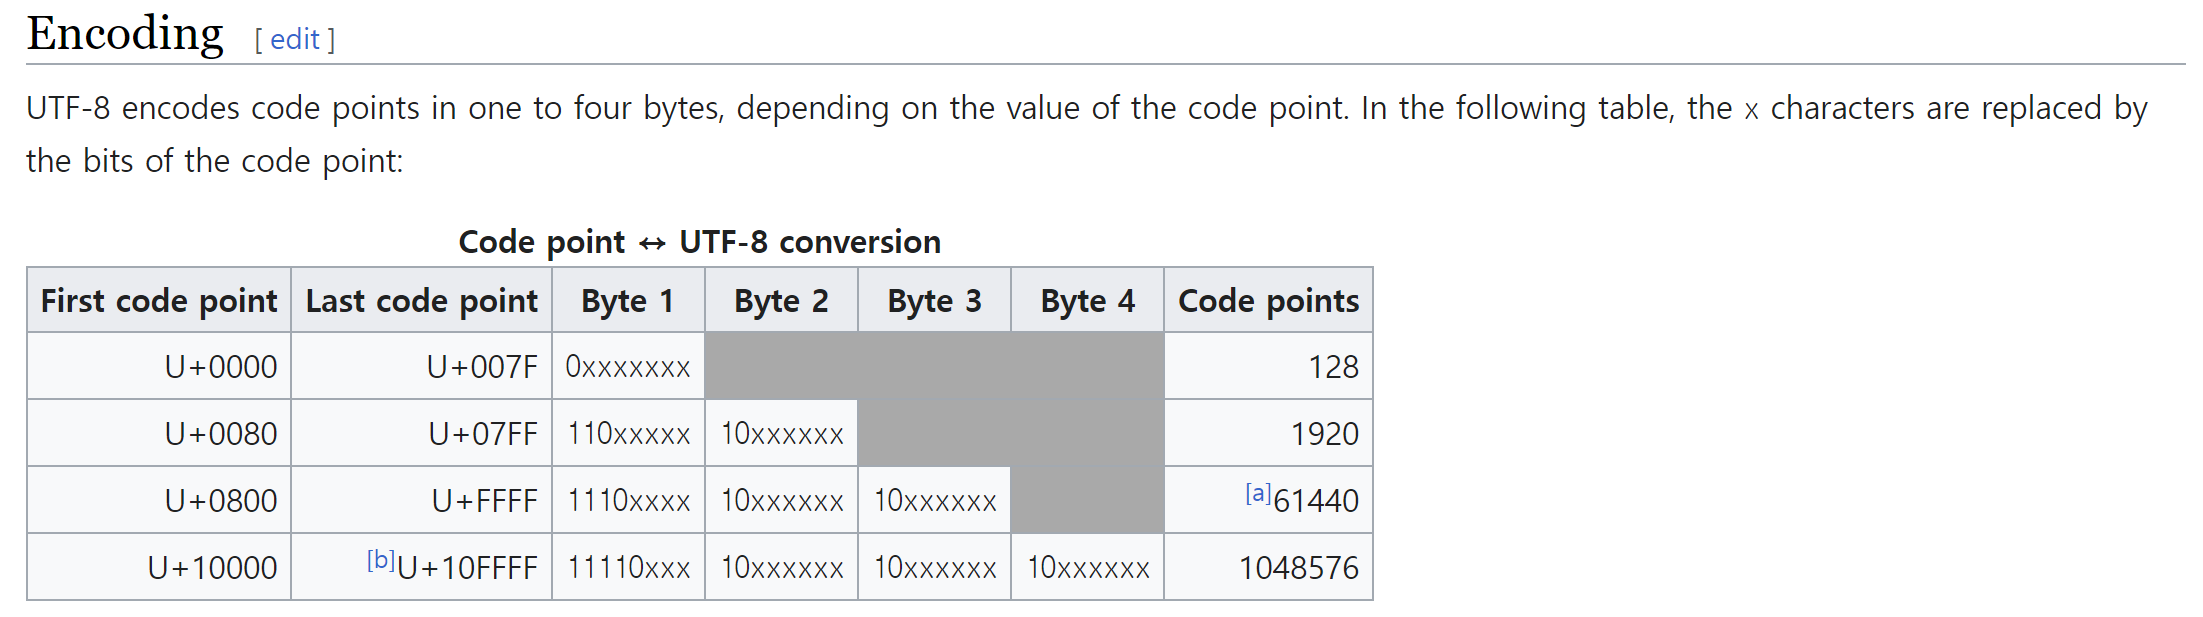 Encoding [ edit ]
UTF-8 encodes code points in one to four bytes, depending on the value of the code point. In the following table, the x characters are replaced by
the bits of the code point:
Code point ↔ UTF-8 conversion
First code point Last code point Byte 1 Byte 2 Byte 3 Byte 4 Code points
U+0000 U+007F 0xxxxxxx 128
U+0080 U+07FF 110xxxxx 10xxxxxx 1920
U+0800 U+FFFF 1110xxxx 10xxxxxx 10xxxxxx [a]61440
U+10000 [b]U+10FFFF 11110xxx 10xxxxxx 10xxxxxx 10xxxxxx 1048576